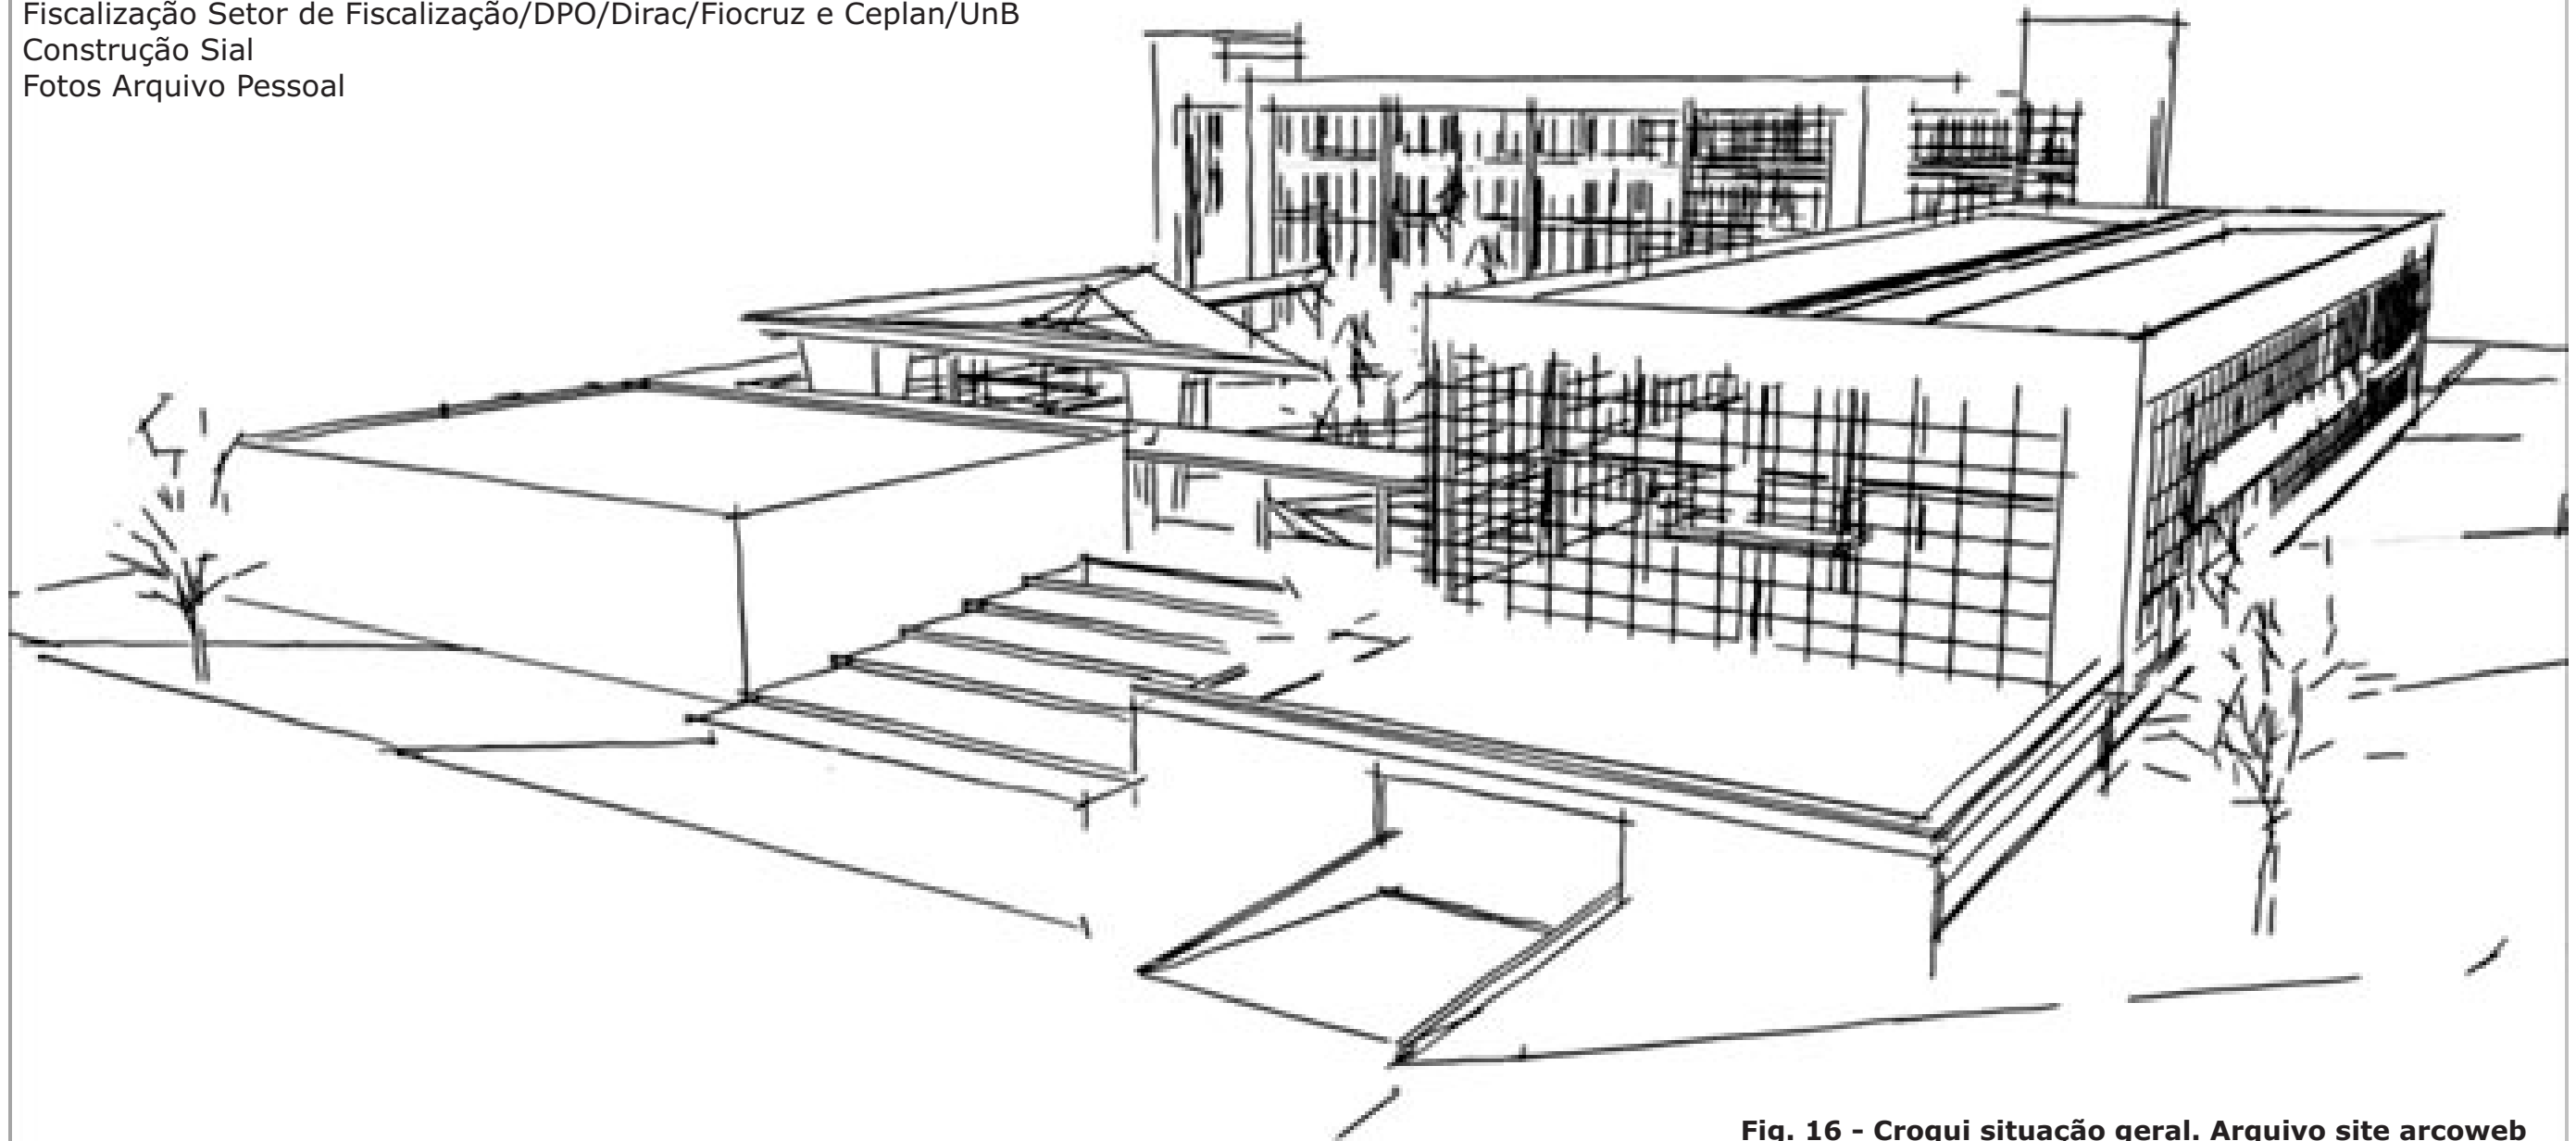 Fiscalização Setor de Fiscalização/DPO/Dirac/Fiocruz e Ceplan/UnB
Construção Sial
Fotos Arquivo Pessoal
Fig. 16 - Croqui situação geral. Arquivo site arcoweb